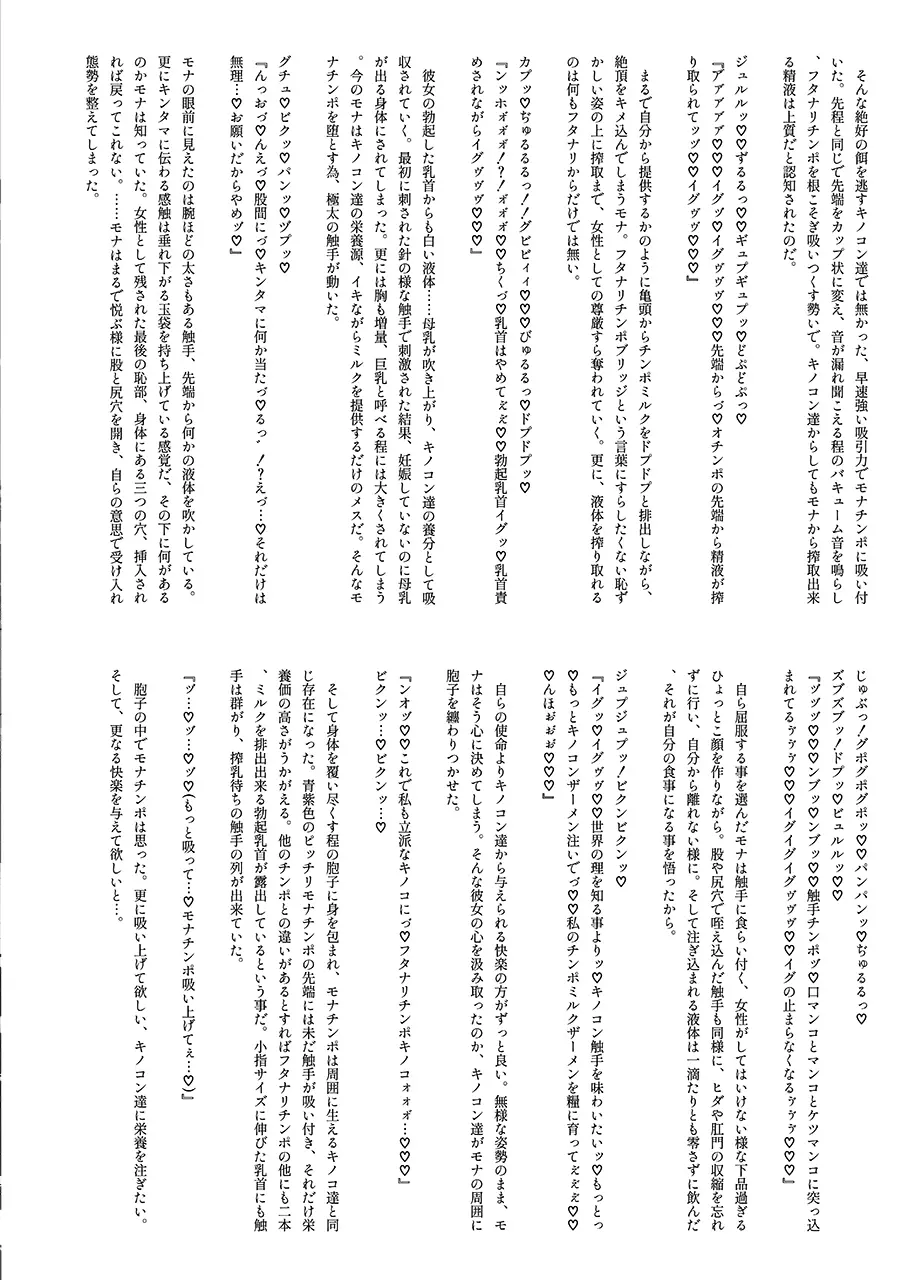 そんな絶好の餌を逃すキノコン達では無かった、早速強い吸引力でモナチンポに吸い付
いた。先程と同じで先端をカップ状に変え、音が漏れ聞こえる程のバキューム音を鳴らし
、フタナリチンポを根こそぎ吸いつくす勢いで。キノコン達からしてもモナから搾取出来
る精液は上質だと認知されたのだ。
ジュルルッ♡♡ずるるっ♡♡ギュプギュプッ♡♡どぷどぷっ♡
『アァアアァ♡♡♡イグッ♡イグヴヴ♡♡♡先端からづ♡オチンポの先端から精液が搾
り取られてッヅ♡♡イグヴヴ♡♡♡』
　まるで自分から提供するかのように亀頭からチンポミルクをドプドプと排出しながら、
絶頂をキメ込んでしまうモナ。フタナリチンポブリッジという言葉にすらしたくない恥ず
かしい姿の上に搾取まで、女性としての尊厳すら奪われていく。更に、液体を搾り取れる
のは何もフタナリからだけでは無い。
カプッ♡ぢゅるるるっ！！グビビィィ♡♡♡びゅるるっ♡ドプドプッ♡
『ンッホォォォ！？！ォォォォ♡♡ちくづ♡乳首はやめてぇぇ♡♡勃起乳首イグッ♡乳首責
めされながらイグヴヴヴ♡♡♡』
　彼女の勃起した乳首からも白い液体……母乳が吹き上がり、キノコン達の養分として吸
収されていく。最初に刺された針の様な触手で刺激された結果、妊娠していないのに母乳
が出る身体にされてしまった。更には胸も増量、巨乳と呼べる程には大きくされてしまう
。今のモナはキノコン達の栄養源、イキながらミルクを提供するだけのメスだ。そんなモ
ナチンポを堕とす為、極太の触手が動いた。
グチュ♡ビクッ♡パンッ♡ヅプッ♡
『んっおづ♡んえづ♡股間にづ♡キンタマに何か当たづ♡るっ！？えづ…♡それだけは
無理…♡お願いだからやめッ♡』
モナの眼前に見えたのは腕ほどの太さもある触手、先端から何かの液体を吹かしている。
更にキンタマに伝わる感触は垂れ下がる玉袋を持ち上げている感覚だ、その下に何がある
のかモナは知っていた。女性として残された最後の恥部、身体にある三つの穴、挿入され
れば戻ってこれない。……モナはまるで悦ぶ様に股と尻穴を開き、自らの意思で受け入れ
態勢を整えてしまった。
じゅぶっ！グポグポグポッ♡♡パンパンッ♡ぢゅるるっ♡
ズブズブッ！ドプッ♡ビュルルッ♡♡
『ヅヅ♡♡♡ンブッ♡ンブッ♡♡触手チンポッ♡口マンコとマンコとケツマンコに突っ込
まれてるァァァ♡♡♡イグイグイグヴヴ♡♡イグの止まらなくなるァァァ♡♡♡』
　自ら屈服する事を選んだモナは触手に食らい付く、女性がしてはいけない様な下品過ぎる
ひょっとこ顔を作りながら。股や尻穴で咥え込んだ触手も同様に、ヒダや肛門の収縮を忘れ
ずに行い、自分から離れない様に。そして注ぎ込まれる液体は一滴たりとも零さずに飲んだ
、それが自分の食事になる事を悟ったから。
ジュプジュプッ！ビクンビクンッ♡
『イグッ♡イグヴヴ♡♡世界の理を知る事よりッ♡キノコン触手を味わいたいッ♡もっとっ
♡もっとキノコンザーメン注いでづ♡♡私のチンポミルクザーメンを糧に育ってぇぇぇ♡♡
♡んほぉぉぉ♡♡♡』
　自らの使命よりキノコン達から与えられる快楽の方がずっと良い。無様な姿勢のまま、モ
ナはそう心に決めてしまう。そんな彼女の心を汲み取ったのか、キノコン達がモナの周囲に
胞子を纏わりつかせた。
『ンオヅ♡♡これで私も立派なキノコにづ♡フタナリチンポキノコォォォ…♡♡♡』
ビクンッ…♡ビクンッ…♡
　そして身体を覆い尽くす程の胞子に身を包まれ、モナチンポは周囲に生えるキノコ達と同
じ存在になった。青紫色のピッチリモナチンポの先端には未だ触手が吸い付き、それだけ栄
養価の高さがうかがえる。他のチンポとの違いがあるとすればフタナリチンポの他にも二本
、ミルクを排出出来る勃起乳首が露出しているという事だ。小指サイズに伸びた乳首にも触
手は群がり、搾乳待ちの触手の列が出来ていた。
『ヅ…♡ヅ…♡ッ♡(もっと吸って…♡モナチンポ吸い上げてぇ…♡)』
　胞子の中でモナチンポは思った。更に吸い上げて欲しい、キノコン達に栄養を注ぎたい。
そして、更なる快楽を与えて欲しいと…。